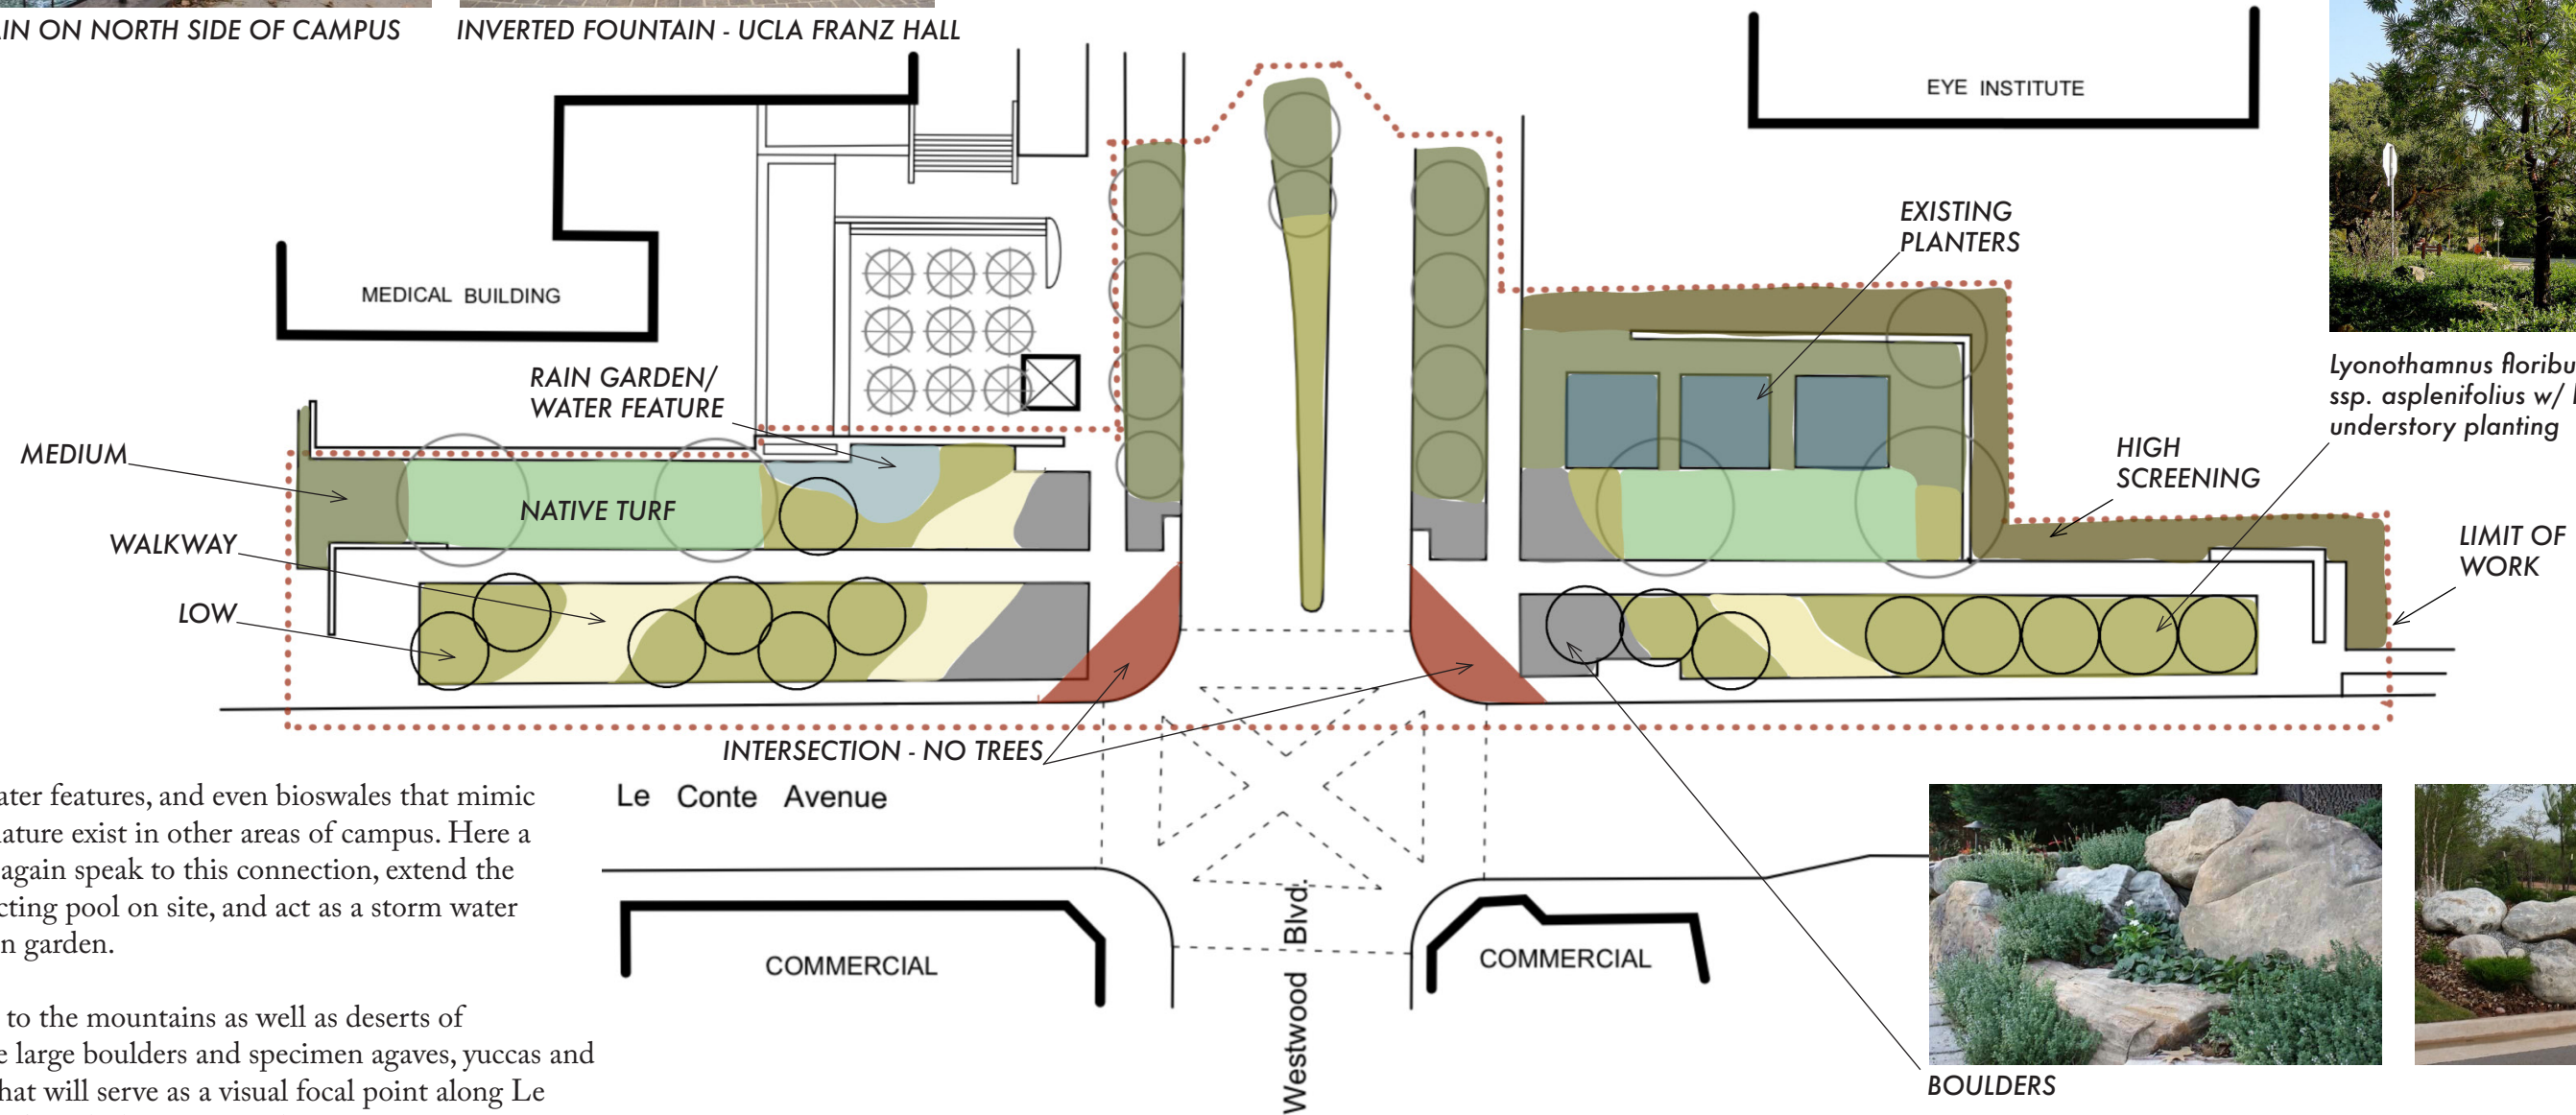 IN ON NORTH SIDE OF CAMPUS
INVERTED FOUNTAIN - UCLA FRANZ HALL
EYE INSTITUTE
EXISTING
PLANTERS
MEDICAL BUILDING
RAIN GARDEN/
WATER FEATURE
MEDIUM
NATIVE TURF
WALKWAY
LOW
Lyonothamnus floribu
ssp. asplenifolius w/
understory planting
HIGH
SCREENING
LIMIT OF
WORK
INTERSECTION - NO TREES
Le Conte Avenue
Westwood Blvd.
COMMERCIAL
COMMERCIAL
BOULDERS
ater features, and even bioswales that mimic
ature exist in other areas of campus. Here a
again speak to this connection, extend the
cting pool on site, and act as a storm water
n garden.
to the mountains as well as deserts of
e large boulders and specimen agaves, yuccas and
hat will serve as a visual focal point along Le